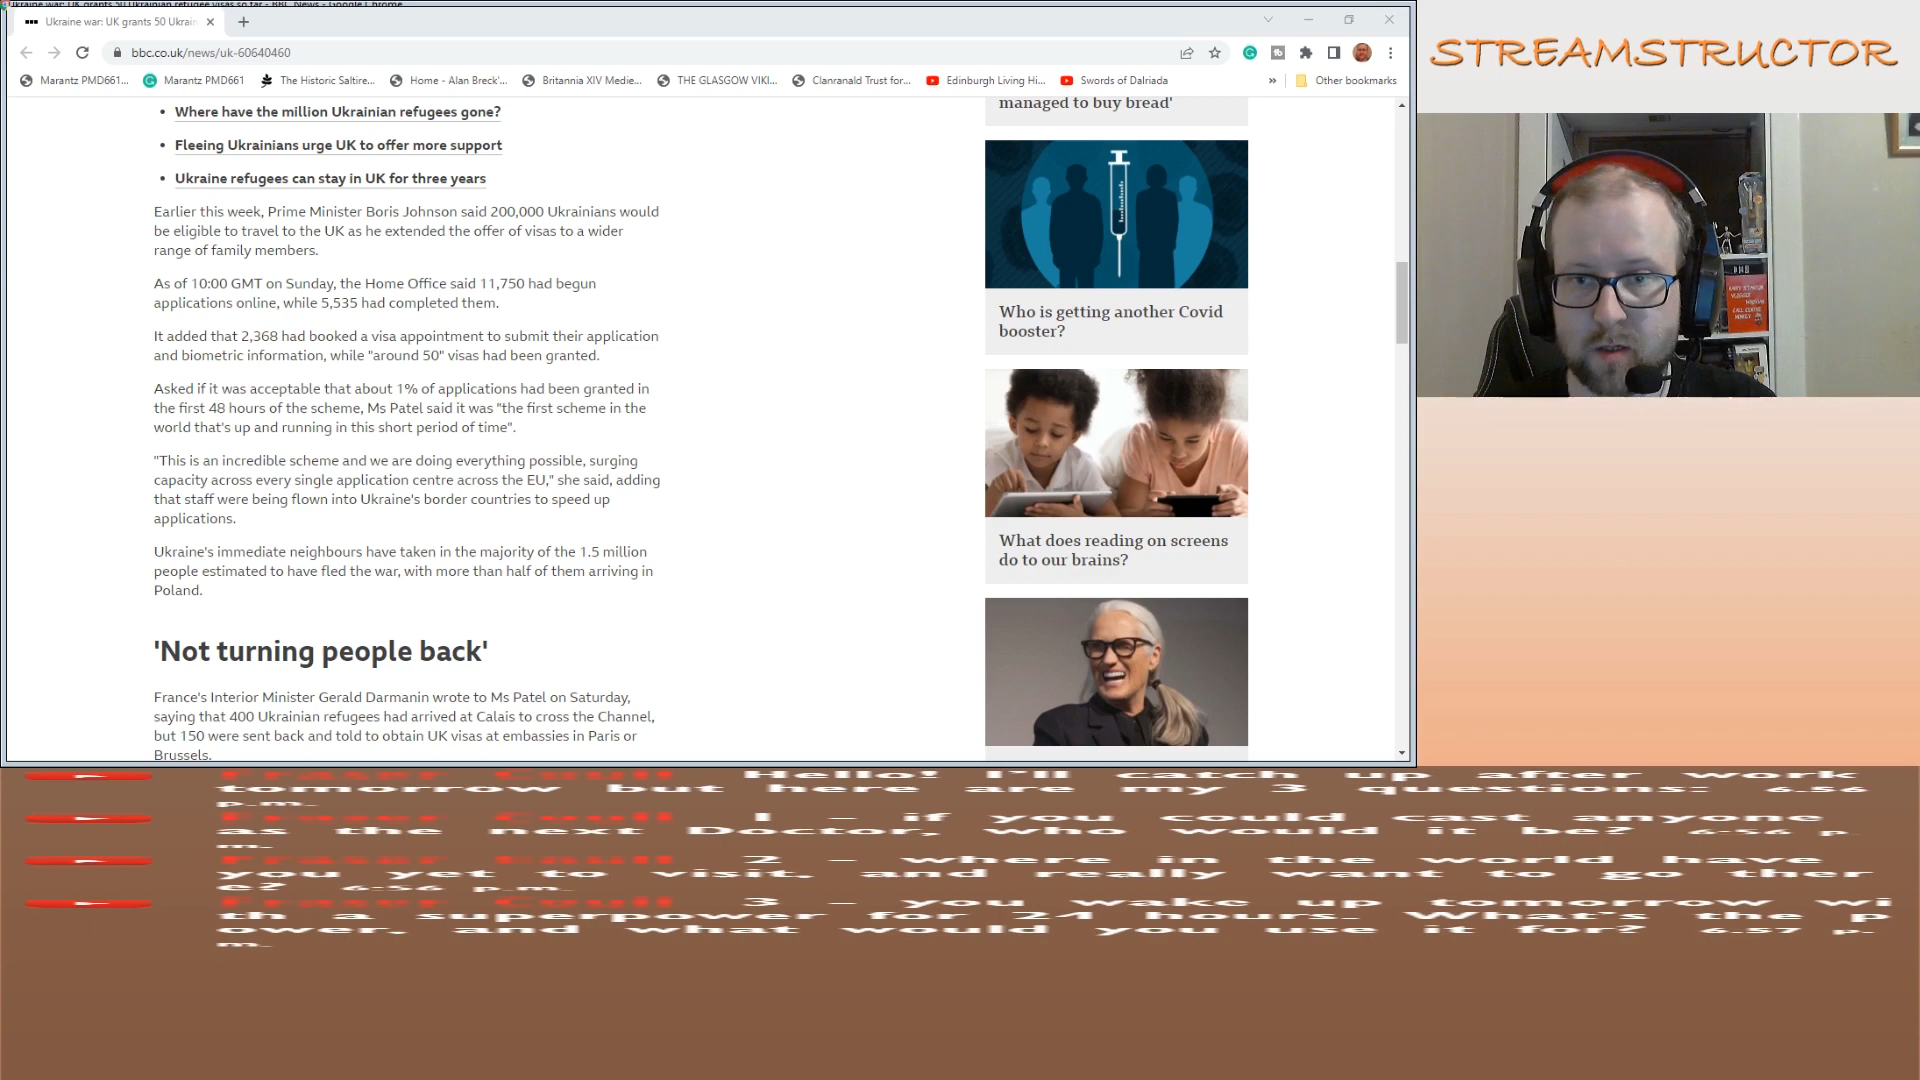 Ukraine war: UK grants 50 Ukrainian refugee visas so far - BBC News - Google Chrome
Ukraine war: UK grants 50 Ukrain
bbc.co.uk/news/uk-60640460
Marantz PMD661... Marantz PMD661 The Historic Saltire... Home - Alan Breck'... Britannia XIV Medie... THE GLASGOW VIKI... Clanranald Trust for... Edinburgh Living Hi... Swords of Dalriada » Other bookmarks
STREAMSTRUCTOR
• Where have the million Ukrainian refugees gone?
• Fleeing Ukrainians urge UK to offer more support
• Ukraine refugees can stay in UK for three years
Earlier this week, Prime Minister Boris Johnson said 200,000 Ukrainians would
be eligible to travel to the UK as he extended the offer of visas to a wider
range of family members.
As of 10:00 GMT on Sunday, the Home Office said 11,750 had begun
applications online, while 5,535 had completed them.
It added that 2,368 had booked a visa appointment to submit their application
and biometric information, while "around 50" visas had been granted.
Asked if it was acceptable that about 1% of applications had been granted in
the first 48 hours of the scheme, Ms Patel said it was "the first scheme in the
world that's up and running in this short period of time".
"This is an incredible scheme and we are doing everything possible, surging
capacity across every single application centre across the EU," she said, adding
that staff were being flown into Ukraine's border countries to speed up
applications.
Ukraine's immediate neighbours have taken in the majority of the 1.5 million
people estimated to have fled the war, with more than half of them arriving in
Poland.
'Not turning people back'
France's Interior Minister Gerald Darmanin wrote to Ms Patel on Saturday,
saying that 400 Ukrainian refugees had arrived at Calais to cross the Channel,
but 150 were sent back and told to obtain UK visas at embassies in Paris or
Brussels.
managed to buy bread'
Who is getting another Covid
booster?
What does reading on screens
do to our brains?
Fraser Coull Hello! I'll catch up after work
tomorrow but here are my 3 questions: 6:56
p.m.
Fraser Coull 1 - if you could cast anyone
as the next Doctor, who would it be? 6:56 p.
m.
Fraser Coull 2 - where in the world have
you yet to visit, and really want to go ther
e? 6:56 p.m.
Fraser Coull 3 - you wake up tomorrow wi
th a superpower for 24 hours. What's the p
ower, and what would you use it for? 6:57 p.
m.